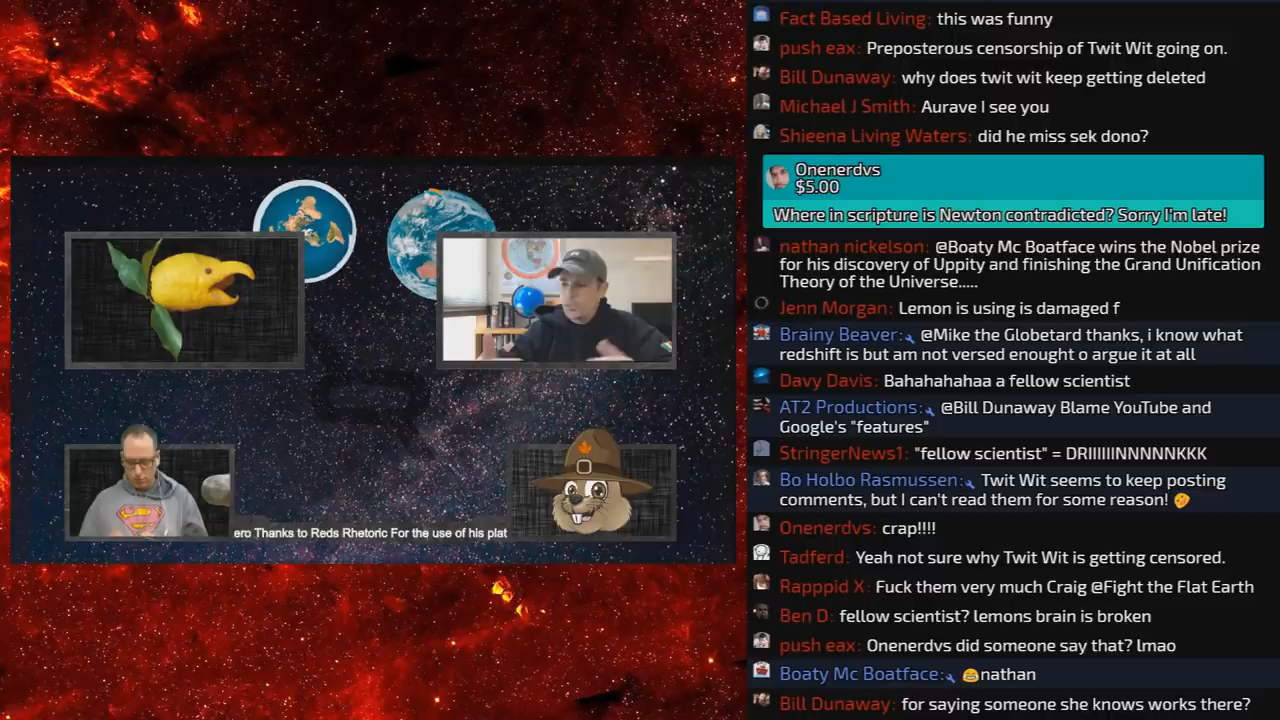 Fact Based Living: this was funny
push eax: Preposterous censorship of Twit Wit going on.
Bill Dunaway: why does twit wit keep getting deleted
Michael J Smith: Aurave I see you
Shieena Living Waters: did he miss sek dono?
Onenerdvs
$5.00
Where in scripture is Newton contradicted? Sorry I'm late!
nathan nickelson: @Boaty Mc Boatface wins the Nobel prize
for his discovery of Uppity and finishing the Grand Unification
Theory of the Universe.....
Jenn Morgan: Lemon is using is damaged f
Brainy Beaver: @Mike the Globetard thanks, i know what
redshift is but am not versed enought o argue it at all
Davy Davis: Bahahahahaa a fellow scientist
AT2 Productions: @Bill Dunaway Blame YouTube and
Google's "features"
StringerNews1: "fellow scientist" = DRIIIIIINNNNNKKK
Bo Holbo Rasmussen: Twit Wit seems to keep posting
comments, but I can't read them for some reason! 🤔
Onenerdvs: crap!!!!
Tadferd: Yeah not sure why Twit Wit is getting censored.
Rapppid X: Fuck them very much Craig @Fight the Flat Earth
Ben D: fellow scientist? lemons brain is broken
push eax: Onenerdvs did someone say that? lmao
Boaty Mc Boatface: 😂nathan
Bill Dunaway: for saying someone she knows works there?
ero Thanks to Reds Rhetoric For the use of his plat